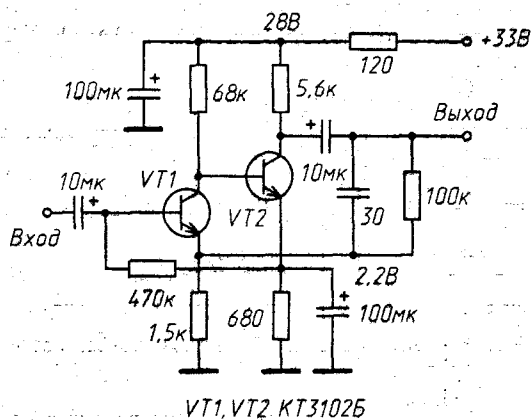 28В
+33В
120
100мк
68к
5,6к
Выход
10мк
VT1
VT2
10мк
30
100к
Вход
2,2В
470к
1,5к
680
100мк
VT1, VT2 КТ3102Б